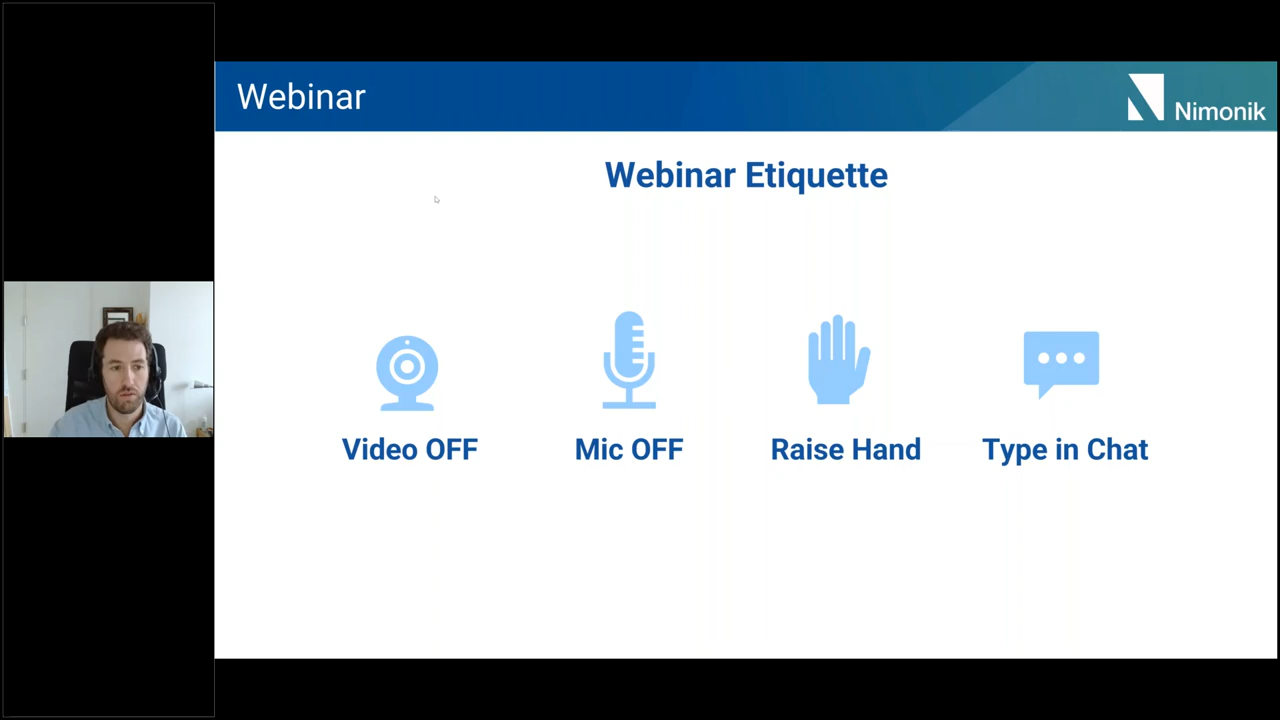 Webinar
Nimonik
Webinar Etiquette
Video OFF
Mic OFF
Raise Hand
Type in Chat